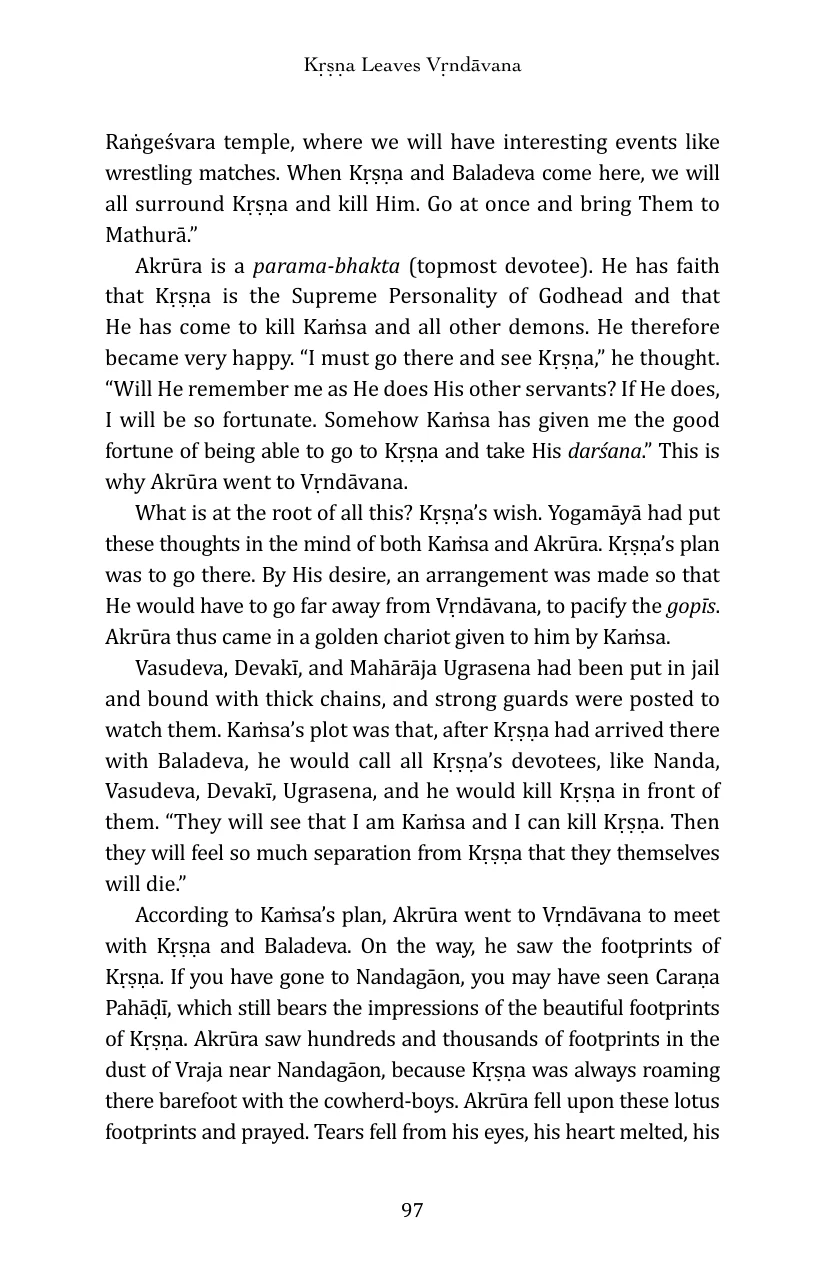 Kṛṣṇa Leaves Vṛndāvana
Raṅgeśvara temple, where we will have interesting events like
wrestling matches. When Kṛṣṇa and Baladeva come here, we will
all surround Kṛṣṇa and kill Him. Go at once and bring Them to
Mathurā.”
Akrūra is a parama-bhakta (topmost devotee). He has faith
that Kṛṣṇa is the Supreme Personality of Godhead and that
He has come to kill Kaṁsa and all other demons. He therefore
became very happy. “I must go there and see Kṛṣṇa,” he thought.
“Will He remember me as He does His other servants? If He does,
I will be so fortunate. Somehow Kaṁsa has given me the good
fortune of being able to go to Kṛṣṇa and take His darśana.” This is
why Akrūra went to Vṛndāvana.
What is at the root of all this? Kṛṣṇa’s wish. Yogamāyā had put
these thoughts in the mind of both Kaṁsa and Akrūra. Kṛṣṇa’s plan
was to go there. By His desire, an arrangement was made so that
He would have to go far away from Vṛndāvana, to pacify the gopīs.
Akrūra thus came in a golden chariot given to him by Kaṁsa.
Vasudeva, Devakī, and Mahārāja Ugrasena had been put in jail
and bound with thick chains, and strong guards were posted to
watch them. Kaṁsa’s plot was that, after Kṛṣṇa had arrived there
with Baladeva, he would call all Kṛṣṇa’s devotees, like Nanda,
Vasudeva, Devakī, Ugrasena, and he would kill Kṛṣṇa in front of
them. “They will see that I am Kaṁsa and I can kill Kṛṣṇa. Then
they will feel so much separation from Kṛṣṇa that they themselves
will die.”
According to Kaṁsa’s plan, Akrūra went to Vṛndāvana to meet
with Kṛṣṇa and Baladeva. On the way, he saw the footprints of
Kṛṣṇa. If you have gone to Nandagāon, you may have seen Caraṇa
Pahāḍī, which still bears the impressions of the beautiful footprints
of Kṛṣṇa. Akrūra saw hundreds and thousands of footprints in the
dust of Vraja near Nandagāon, because Kṛṣṇa was always roaming
there barefoot with the cowherd-boys. Akrūra fell upon these lotus
footprints and prayed. Tears fell from his eyes, his heart melted, his
97